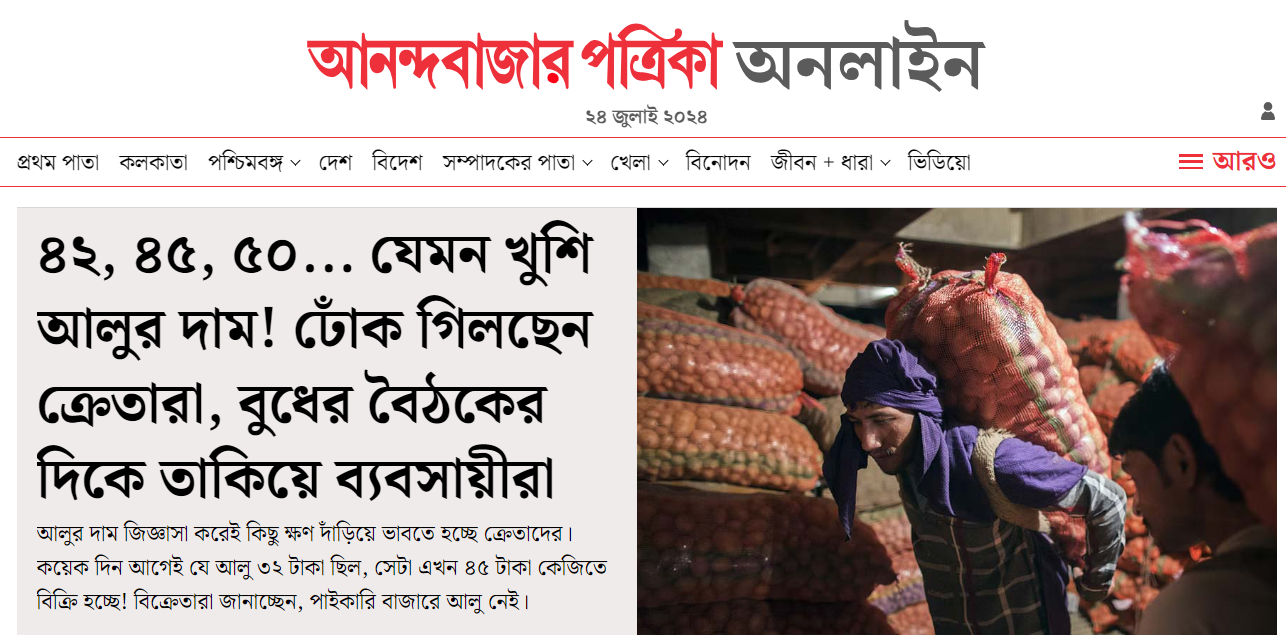 আনন্দবাজার পত্রিকা অনলাইন
২৪ জুলাই ২০২৪
প্রথম পাতা কলকাতা পশ্চিমবঙ্গ দেশ বিদেশ সম্পাদকের পাতা খেলা বিনোদন জীবন + ধারা ভিডিয়ো আরও
৪২, ৪৫, ৫০... যেমন খুশি
আলুর দাম! ঢোঁক গিলছেন
ক্রেতারা, বুধের বৈঠকের
দিকে তাকিয়ে ব্যবসায়ীরা
আলুর দাম জিজ্ঞাসা করেই কিছু ক্ষণ দাঁড়িয়ে ভাবতে হচ্ছে ক্রেতাদের।
কয়েক দিন আগেই যে আলু ৩২ টাকা ছিল, সেটা এখন ৪৫ টাকা কেজিতে
বিক্রি হচ্ছে! বিক্রেতারা জানাচ্ছেন, পাইকারি বাজারে আলু নেই।